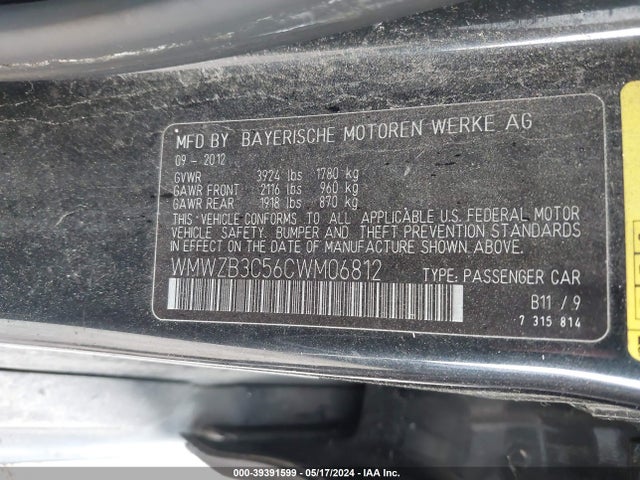 MFD BY BAYERISCHE MOTOREN WERKE AG
09-2012
GVWR 3924 lbs 1780 kg
GAWR FRONT 2116 lbs 960 kg
GAWR REAR 1918 lbs 870 kg
THIS VEHICLE CONFORMS TO ALL APPLICABLE U.S. FEDERAL MOTOR
VEHICLE SAFETY, BUMPER AND THEFT PREVENTION STANDARDS
IN EFFECT ON THE DATE OF MANUFACTURE SHOWN ABOVE.
WMWZB3C56CWM06812 TYPE: PASSENGER CAR
B11 / 9
7 315 814
000-39391599 — 05/17/2024 — IAA Inc.